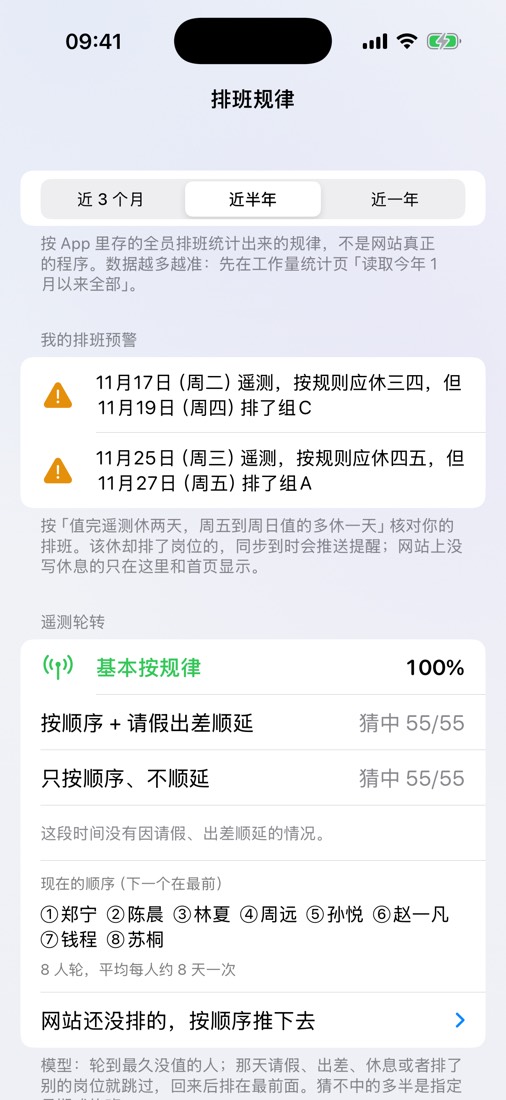 09:41
排班规律
近 3 个月 近半年 近一年
按 App 里存的全员排班统计出来的规律，不是网站真正
的程序。数据越多越准：先在工作量统计页「读取今年 1
月以来全部」。
我的排班预警
11月17日（周二）遥测，按规则应休三四，但
11月19日（周四）排了组C
11月25日（周三）遥测，按规则应休四五，但
11月27日（周五）排了组A
按「值完遥测休两天，周五到周日值的多休一天」核对你的
排班。该休却排了岗位的，同步到时会推送提醒；网站上没
写休息的只在这里和首页显示。
遥测轮转
基本按规律 100%
按顺序 + 请假出差顺延 猜中 55/55
只按顺序、不顺延 猜中 55/55
这段时间没有因请假、出差顺延的情况。
现在的顺序（下一个在最前）
①郑宁 ②陈晨 ③林夏 ④周远 ⑤孙悦 ⑥赵一凡
⑦钱程 ⑧苏桐
8 人轮，平均每人约 8 天一次
网站还没排的，按顺序推下去
模型：轮到最久没值的人；那天请假、出差、休息或者排了
别的岗位就跳过，回来后排在最前面。猜不中的多半是指定